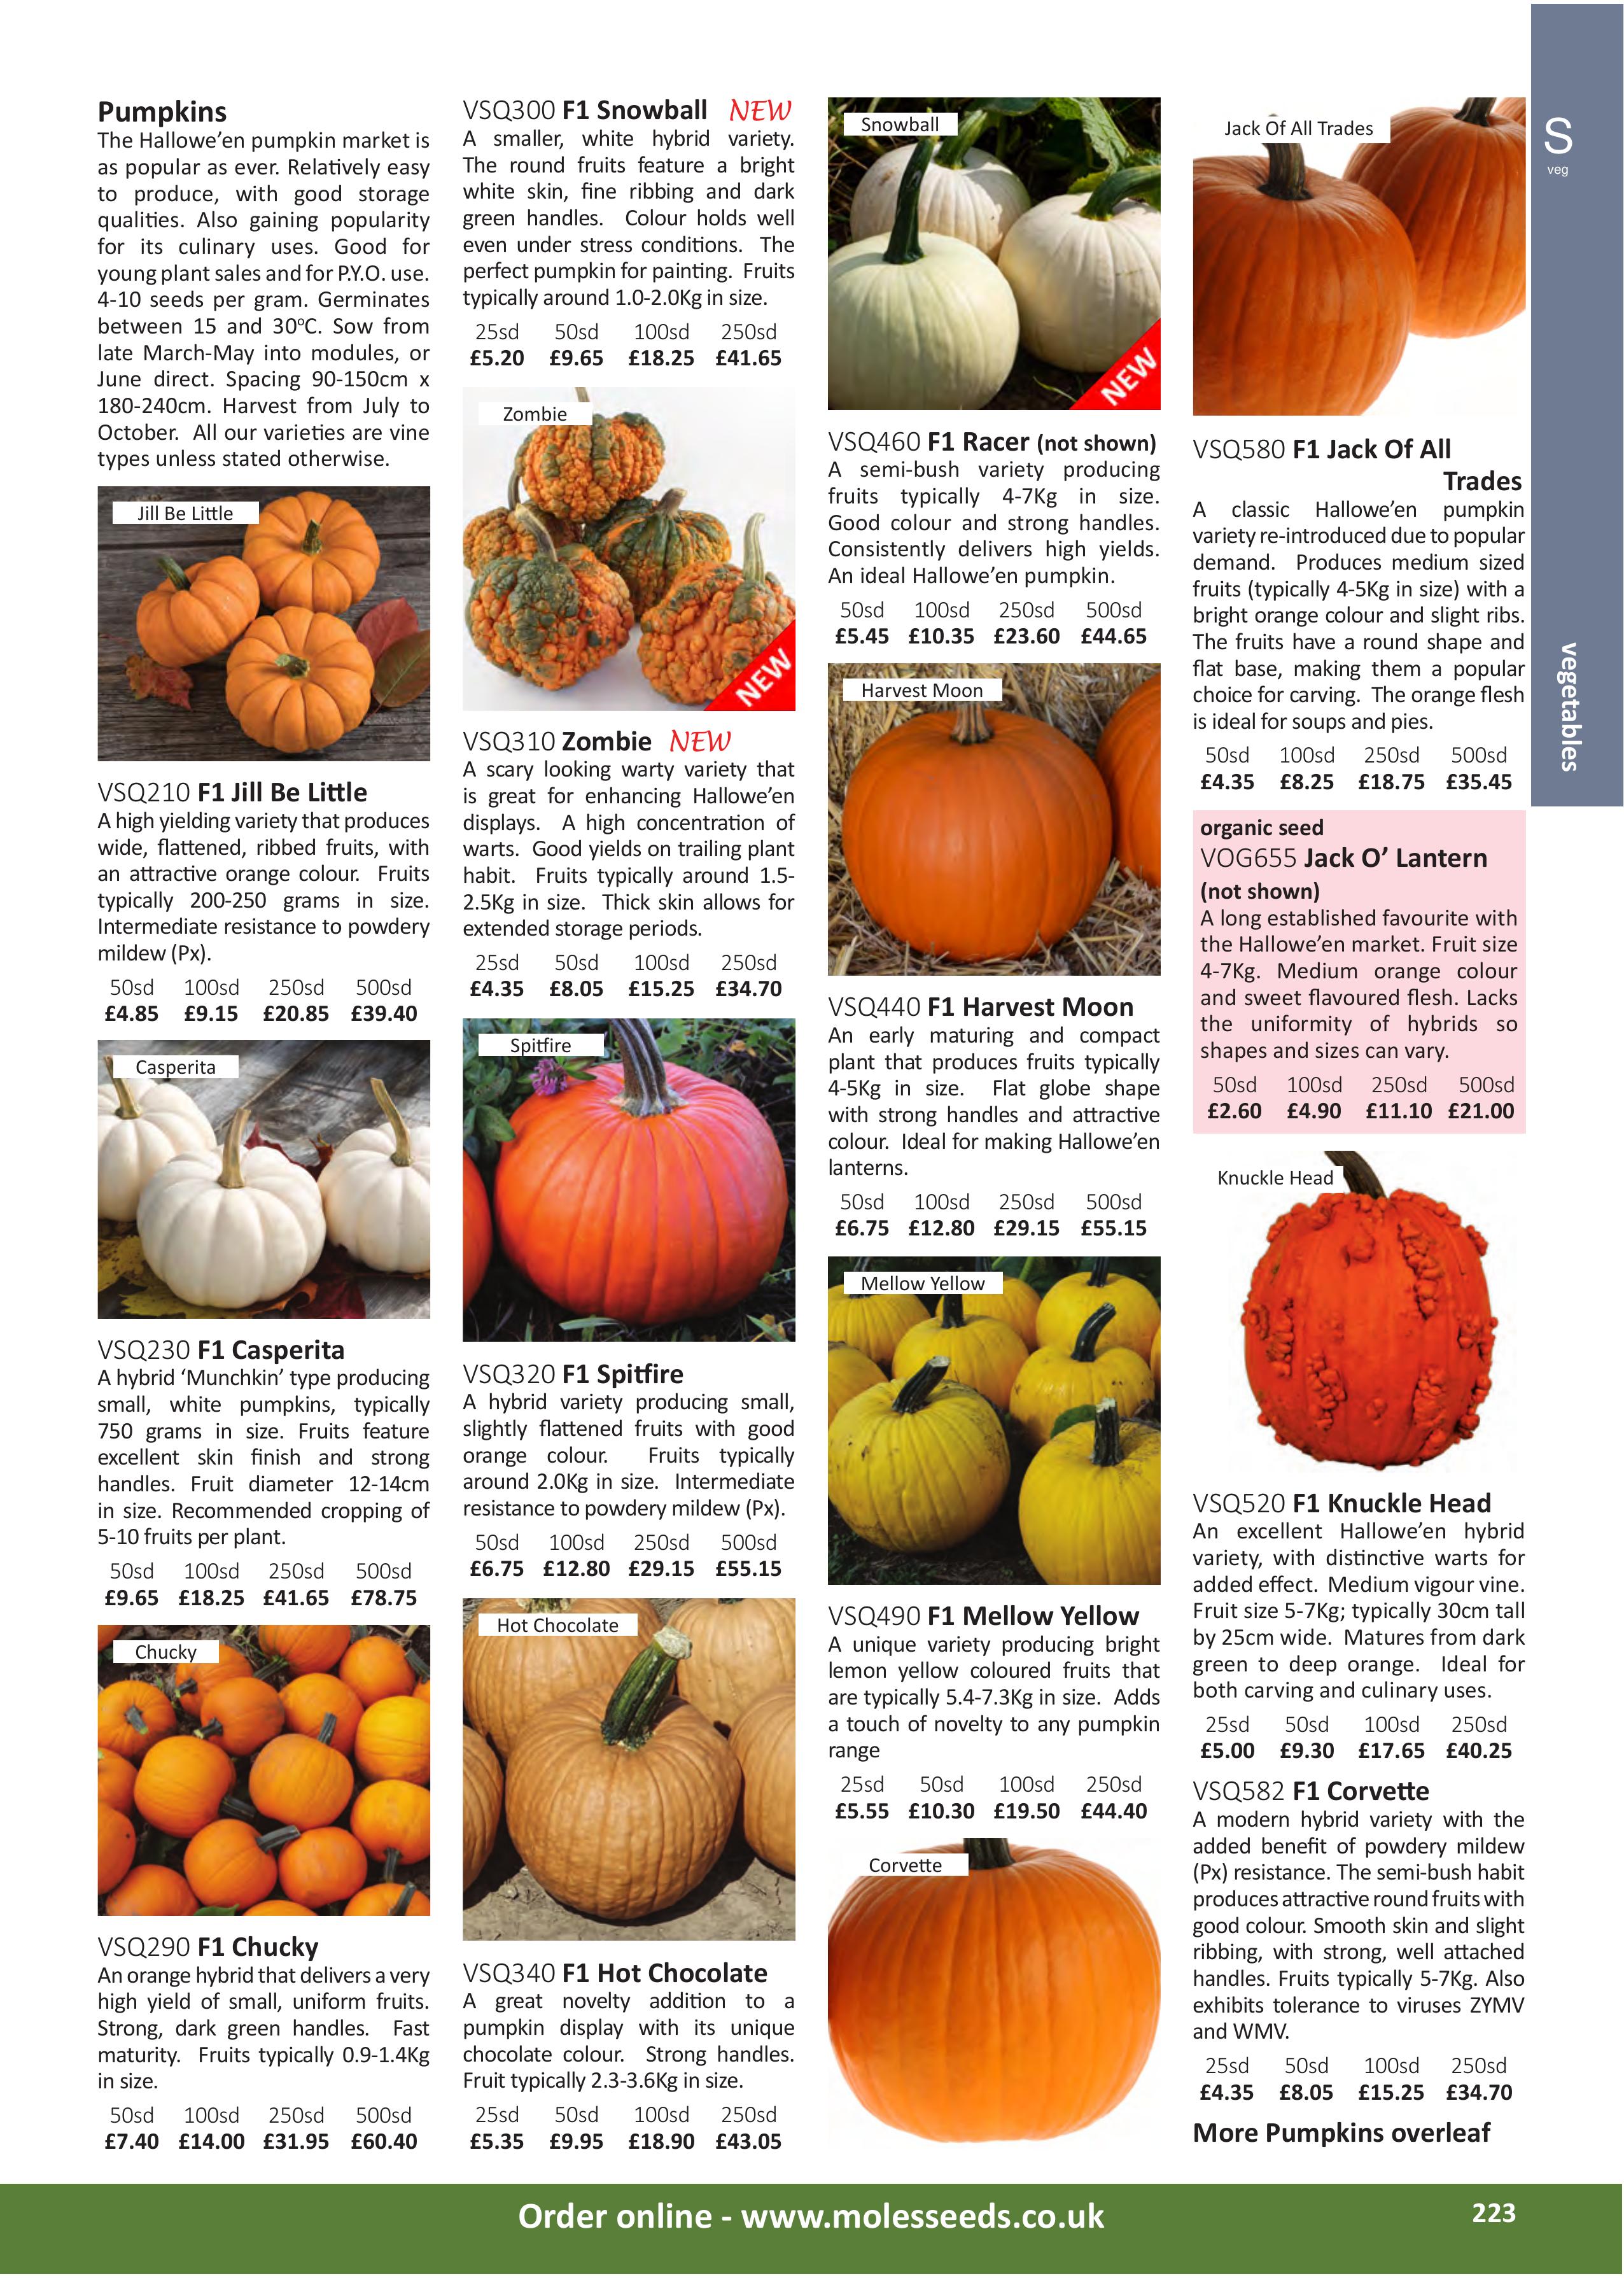 Pumpkins
The Hallowe’en pumpkin market is
as popular as ever. Relatively easy
to produce, with good storage
qualities. Also gaining popularity
for its culinary uses. Good for
young plant sales and for P.Y.O. use.
4-10 seeds per gram. Germinates
between 15 and 30°C. Sow from
late March-May into modules, or
June direct. Spacing 90-150cm x
180-240cm. Harvest from July to
October. All our varieties are vine
types unless stated otherwise.
Jill Be Little
VSQ210 F1 Jill Be Little
A high yielding variety that produces
wide, flattened, ribbed fruits, with
an attractive orange colour. Fruits
typically 200-250 grams in size.
Intermediate resistance to powdery
mildew (Px).
50sd 100sd 250sd 500sd
£4.85 £9.15 £20.85 £39.40
Casperita
VSQ230 F1 Casperita
A hybrid ‘Munchkin’ type producing
small, white pumpkins, typically
750 grams in size. Fruits feature
excellent skin finish and strong
handles. Fruit diameter 12-14cm
in size. Recommended cropping of
5-10 fruits per plant.
50sd 100sd 250sd 500sd
£9.65 £18.25 £41.65 £78.75
Chucky
VSQ290 F1 Chucky
An orange hybrid that delivers a very
high yield of small, uniform fruits.
Strong, dark green handles. Fast
maturity. Fruits typically 0.9-1.4Kg
in size.
50sd 100sd 250sd 500sd
£7.40 £14.00 £31.95 £60.40
VSQ300 F1 Snowball NEW
A smaller, white hybrid variety.
The round fruits feature a bright
white skin, fine ribbing and dark
green handles. Colour holds well
even under stress conditions. The
perfect pumpkin for painting. Fruits
typically around 1.0-2.0Kg in size.
25sd 50sd 100sd 250sd
£5.20 £9.65 £18.25 £41.65
Zombie
NEW
VSQ310 Zombie NEW
A scary looking warty variety that
is great for enhancing Hallowe’en
displays. A high concentration of
warts. Good yields on trailing plant
habit. Fruits typically around 1.5-
2.5Kg in size. Thick skin allows for
extended storage periods.
25sd 50sd 100sd 250sd
£4.35 £8.05 £15.25 £34.70
Spitfire
VSQ320 F1 Spitfire
A hybrid variety producing small,
slightly flattened fruits with good
orange colour. Fruits typically
around 2.0Kg in size. Intermediate
resistance to powdery mildew (Px).
50sd 100sd 250sd 500sd
£6.75 £12.80 £29.15 £55.15
Hot Chocolate
VSQ340 F1 Hot Chocolate
A great novelty addition to a
pumpkin display with its unique
chocolate colour. Strong handles.
Fruit typically 2.3-3.6Kg in size.
25sd 50sd 100sd 250sd
£5.35 £9.95 £18.90 £43.05
Snowball
NEW
VSQ460 F1 Racer (not shown)
A semi-bush variety producing
fruits typically 4-7Kg in size.
Good colour and strong handles.
Consistently delivers high yields.
An ideal Hallowe’en pumpkin.
50sd 100sd 250sd 500sd
£5.45 £10.35 £23.60 £44.65
Harvest Moon
VSQ440 F1 Harvest Moon
An early maturing and compact
plant that produces fruits typically
4-5Kg in size. Flat globe shape
with strong handles and attractive
colour. Ideal for making Hallowe’en
lanterns.
50sd 100sd 250sd 500sd
£6.75 £12.80 £29.15 £55.15
Mellow Yellow
VSQ490 F1 Mellow Yellow
A unique variety producing bright
lemon yellow coloured fruits that
are typically 5.4-7.3Kg in size. Adds
a touch of novelty to any pumpkin
range
25sd 50sd 100sd 250sd
£5.55 £10.30 £19.50 £44.40
Corvette
Jack Of All Trades
VSQ580 F1 Jack Of All
Trades
A classic Hallowe’en pumpkin
variety re-introduced due to popular
demand. Produces medium sized
fruits (typically 4-5Kg in size) with a
bright orange colour and slight ribs.
The fruits have a round shape and
flat base, making them a popular
choice for carving. The orange flesh
is ideal for soups and pies.
50sd 100sd 250sd 500sd
£4.35 £8.25 £18.75 £35.45
organic seed
VOG655 Jack O’ Lantern
(not shown)
A long established favourite with
the Hallowe’en market. Fruit size
4-7Kg. Medium orange colour
and sweet flavoured flesh. Lacks
the uniformity of hybrids so
shapes and sizes can vary.
50sd 100sd 250sd 500sd
£2.60 £4.90 £11.10 £21.00
Knuckle Head
VSQ520 F1 Knuckle Head
An excellent Hallowe’en hybrid
variety, with distinctive warts for
added effect. Medium vigour vine.
Fruit size 5-7Kg; typically 30cm tall
by 25cm wide. Matures from dark
green to deep orange. Ideal for
both carving and culinary uses.
25sd 50sd 100sd 250sd
£5.00 £9.30 £17.65 £40.25
VSQ582 F1 Corvette
A modern hybrid variety with the
added benefit of powdery mildew
(Px) resistance. The semi-bush habit
produces attractive round fruits with
good colour. Smooth skin and slight
ribbing, with strong, well attached
handles. Fruits typically 5-7Kg. Also
exhibits tolerance to viruses ZYMV
and WMV.
25sd 50sd 100sd 250sd
£4.35 £8.05 £15.25 £34.70
More Pumpkins overleaf
S
veg
vegetables
Order online - www.molesseeds.co.uk
223